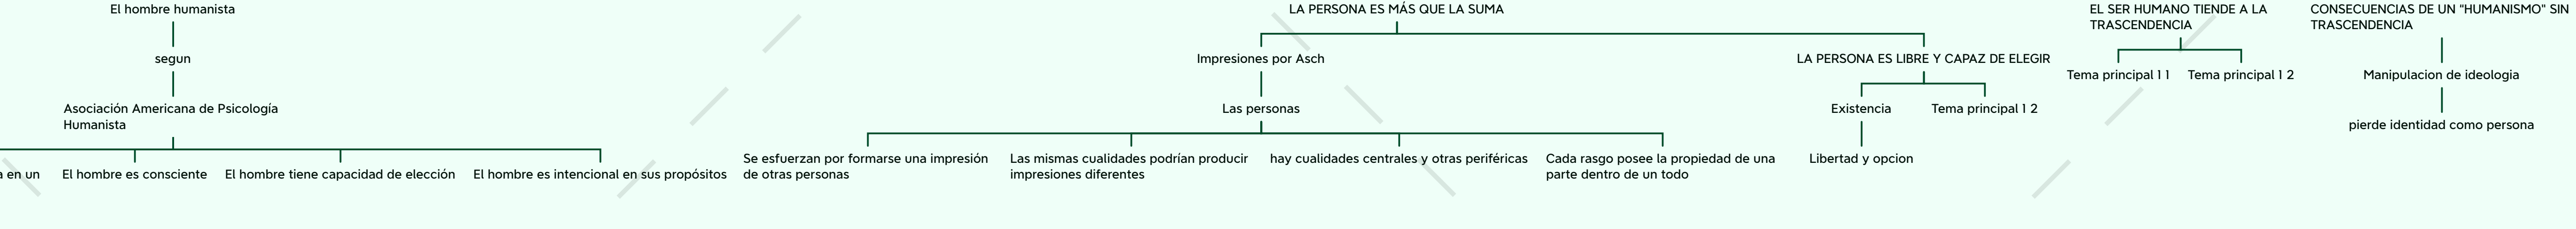 El hombre humanista
segun
Asociación Americana de Psicología
Humanista
en un
El hombre es consciente
El hombre tiene capacidad de elección
El hombre es intencional en sus propósitos
LA PERSONA ES MÁS QUE LA SUMA
Impresiones por Asch
Las personas
Se esfuerzan por formarse una impresión
de otras personas
Las mismas cualidades podrían producir
impresiones diferentes
hay cualidades centrales y otras periféricas
Cada rasgo posee la propiedad de una
parte dentro de un todo
LA PERSONA ES LIBRE Y CAPAZ DE ELEGIR
Existencia
Tema principal 1 2
Libertad y opcion
EL SER HUMANO TIENDE A LA
TRASCENDENCIA
Tema principal 1 1
Tema principal 1 2
CONSECUENCIAS DE UN "HUMANISMO" SIN
TRASCENDENCIA
Manipulacion de ideologia
pierde identidad como persona